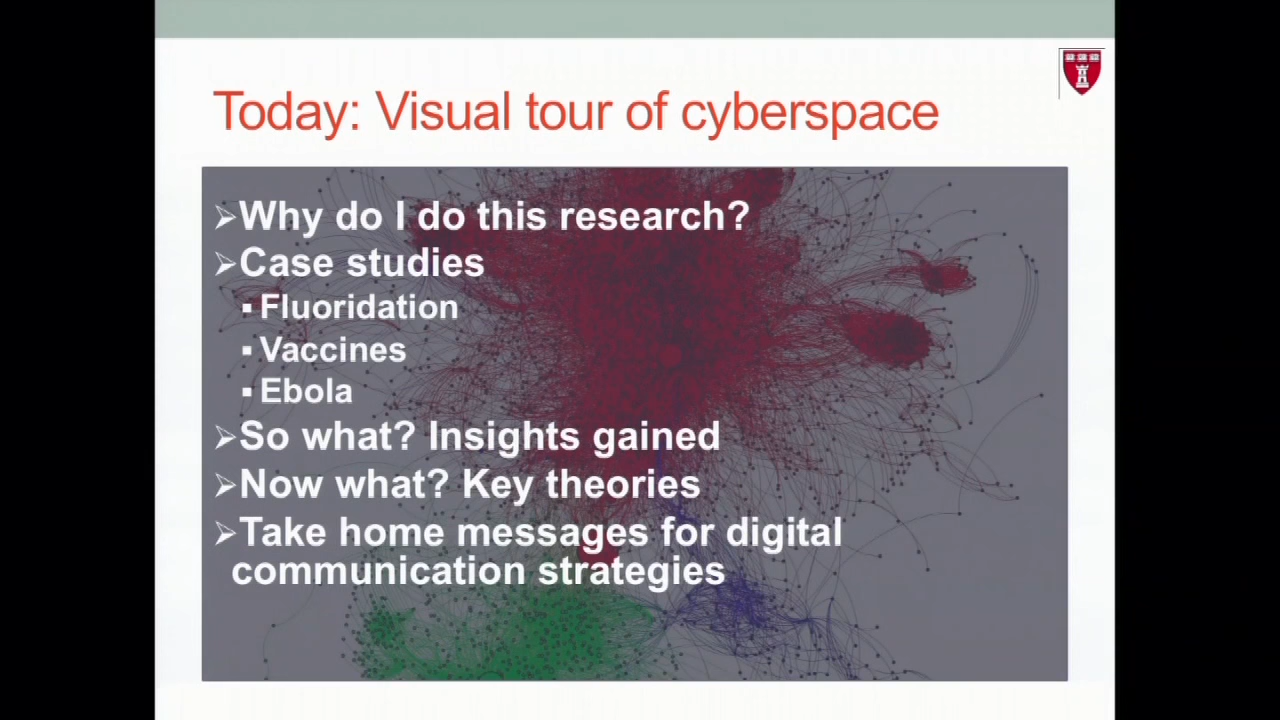 Today: Visual tour of cyberspace
➢Why do I do this research?
➢Case studies
▪Fluoridation
▪Vaccines
▪Ebola
➢So what? Insights gained
➢Now what? Key theories
➢Take home messages for digital
communication strategies